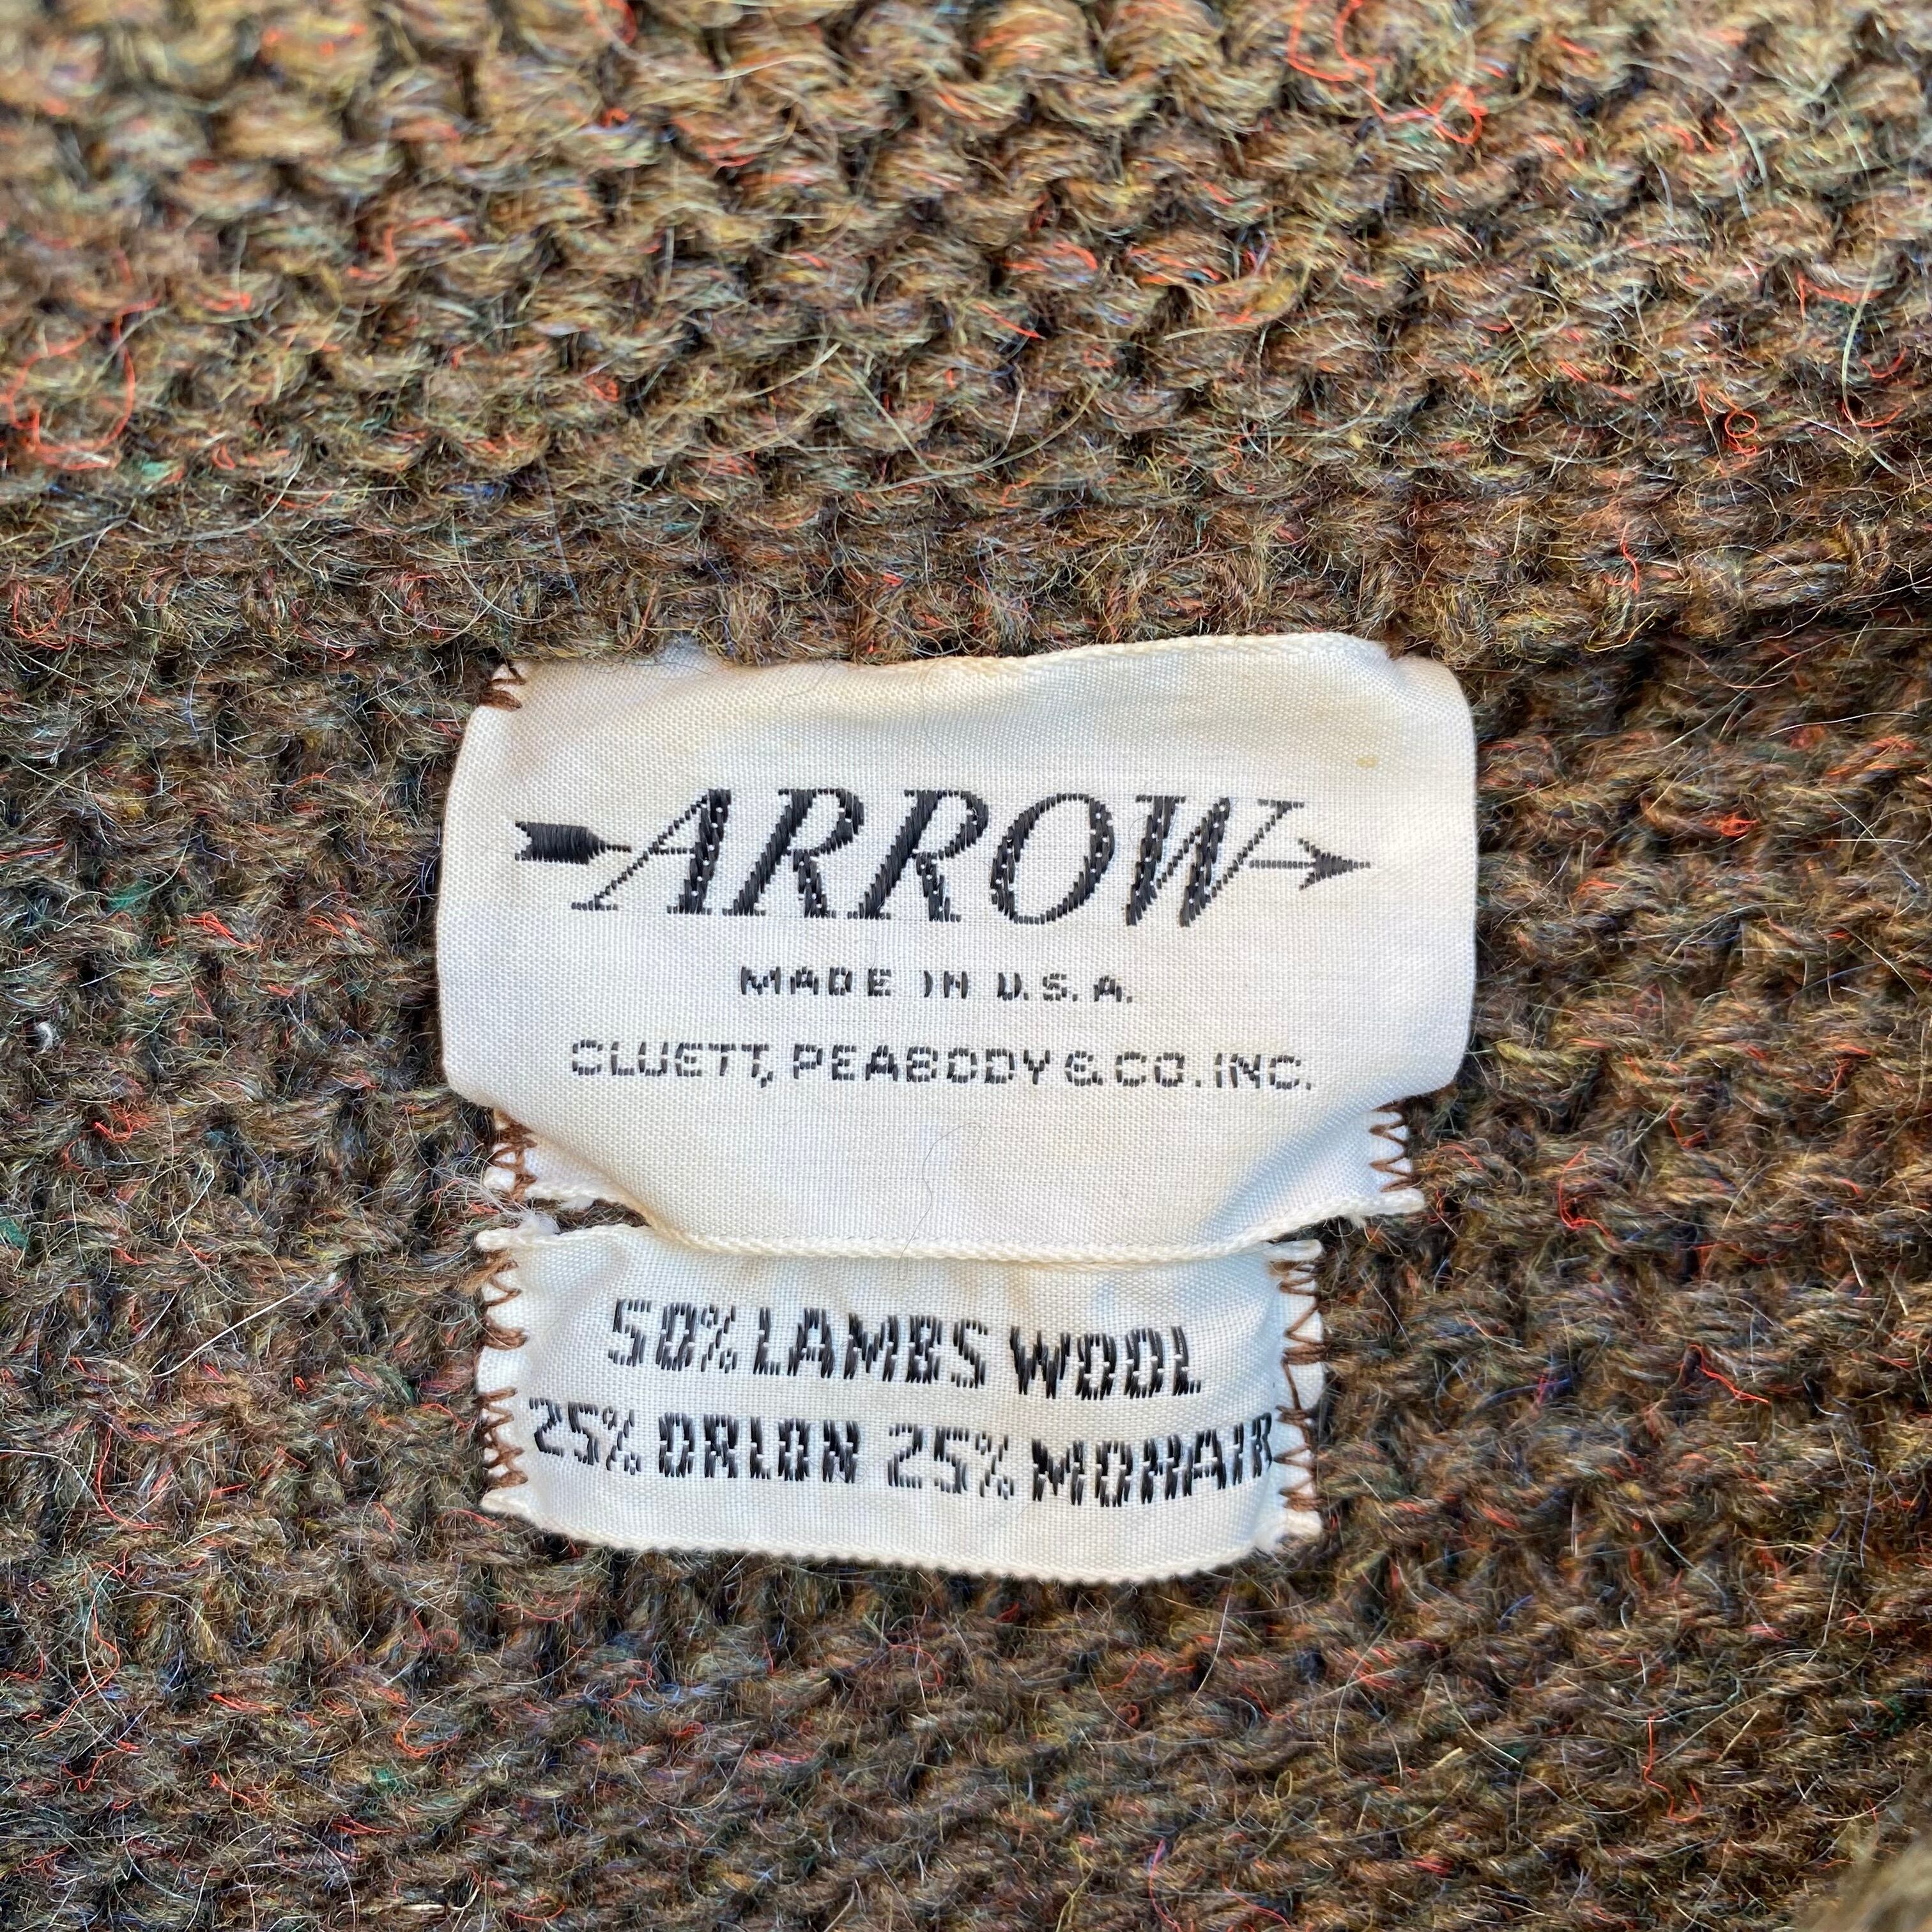 ARROW
MADE IN U.S.A.
CLUETT, PEABODY & CO. INC.
50% LAMBS WOOL
25% ORLON 25% MOHAIR